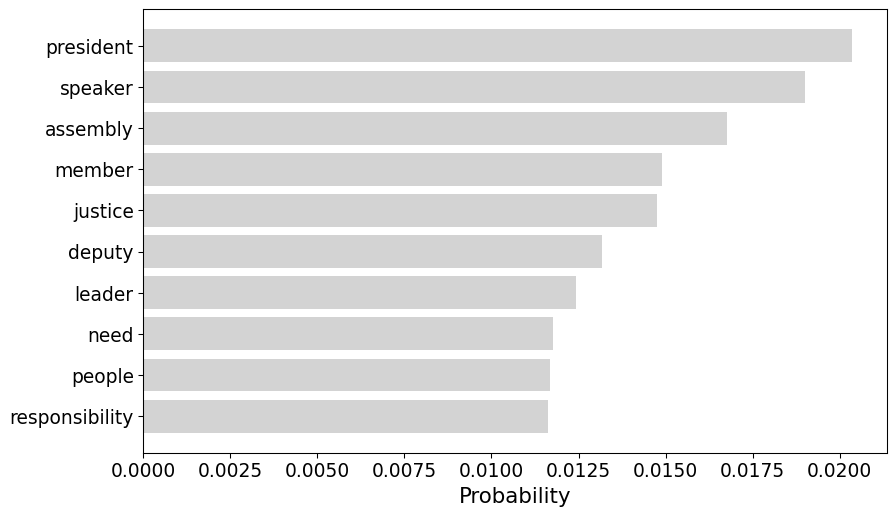 president
speaker
assembly
member
justice
deputy
leader
need
people
responsibility
0.0000 0.0025 0.0050 0.0075 0.0100 0.0125 0.0150 0.0175 0.0200
Probability